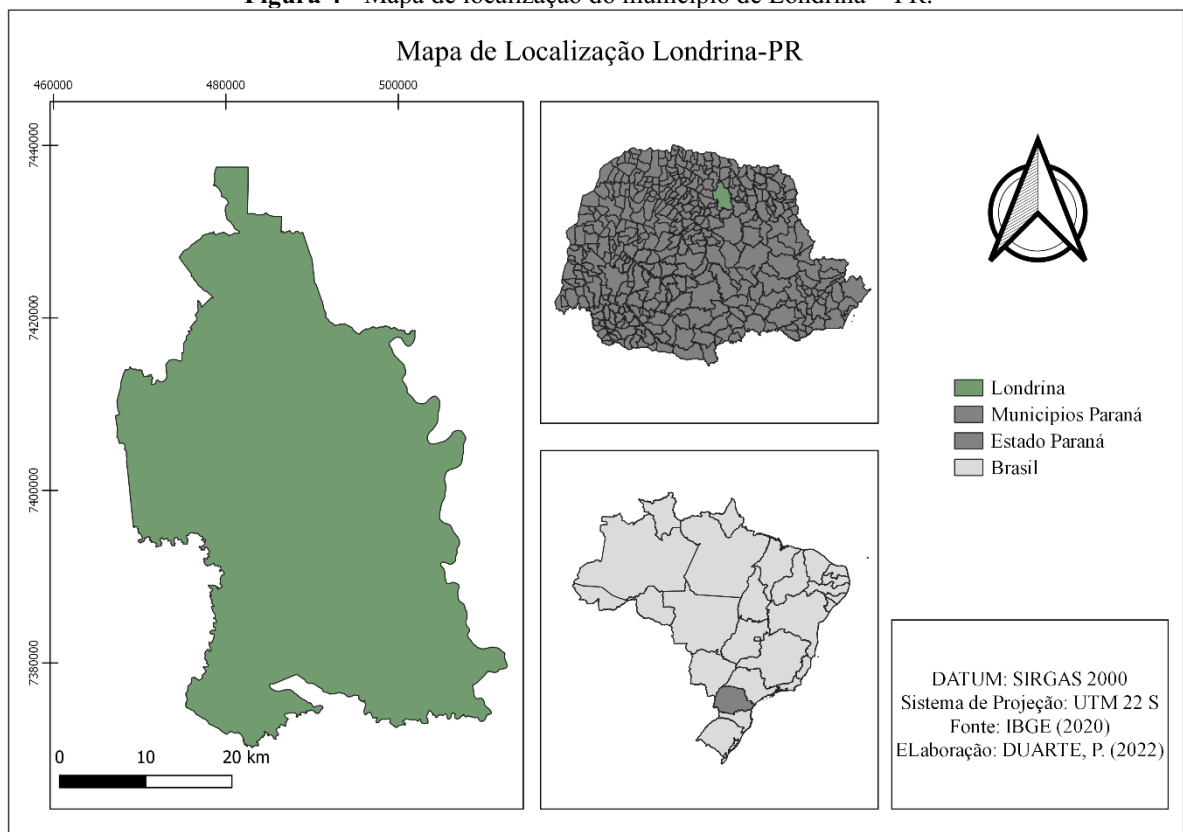 Figura 4 - Mapa de localização do município de Londrina – PR.
Mapa de Localização Londrina-PR
460000 480000 500000
7440000
7420000
7400000
7380000
0 10 20 km
Londrina
Municipios Paraná
Estado Paraná
Brasil
DATUM: SIRGAS 2000
Sistema de Projeção: UTM 22 S
Fonte: IBGE (2020)
ELaboração: DUARTE, P. (2022)